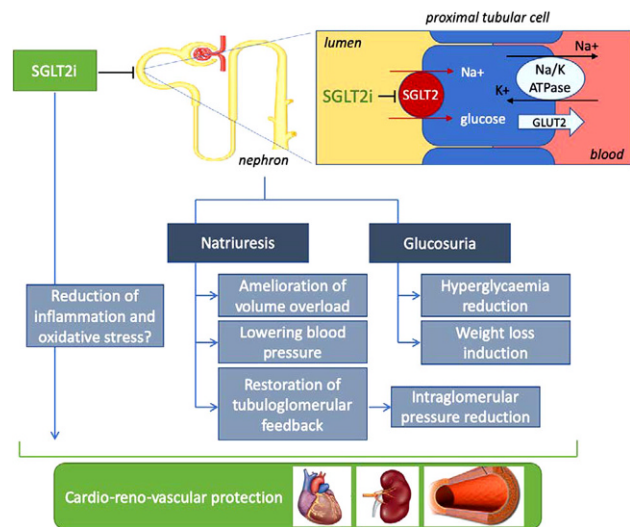 proximal tubular cell
lumen
Na+
SGLT2i
Na+
Na/K
ATPase
SGLT2i
SGLT2
K+
glucose
GLUT2
nephron
blood
Natriuresis
Glucosuria
Reduction of
inflammation and
oxidative stress?
Amelioration of
volume overload
Hyperglycaemia
reduction
Lowering blood
pressure
Weight loss
induction
Restoration of
tubuloglomerular
feedback
Intraglomerular
pressure reduction
Cardio-reno-vascular protection